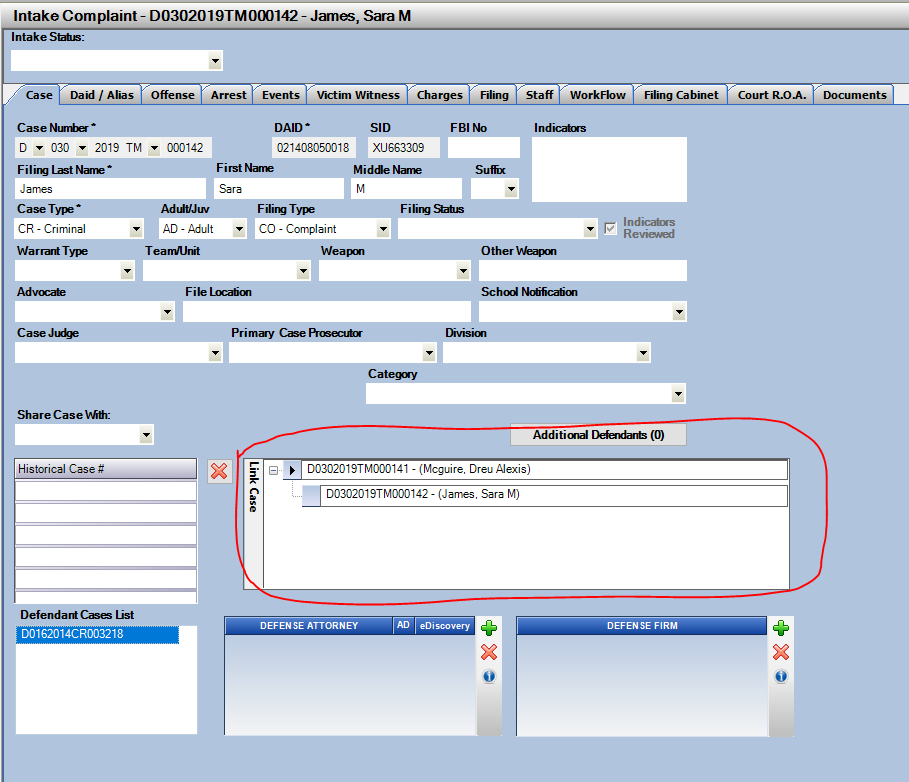 Intake Complaint - D0302019TM000142 - James, Sara M
Intake Status:
Case Daid / Alias Offense Arrest Events Victim Witness Charges Filing Staff WorkFlow Filing Cabinet Court R.O.A. Documents
Case Number * DAID * SID FBI No Indicators
D 030 2019 TM 000142 021408050018 XU663309
Filing Last Name * First Name Middle Name Suffix
James Sara M
Case Type * Adult/Juv Filing Type Filing Status
CR - Criminal AD - Adult CO - Complaint Indicators Reviewed
Warrant Type Team/Unit Weapon Other Weapon
Advocate File Location School Notification
Case Judge Primary Case Prosecutor Division
Category
Share Case With:
Additional Defendants (0)
Historical Case #
Link Case
D0302019TM000141 - (Mcguire, Dreu Alexis)
D0302019TM000142 - (James, Sara M)
Defendant Cases List
D0162014CR003218
DEFENSE ATTORNEY AD eDiscovery DEFENSE FIRM